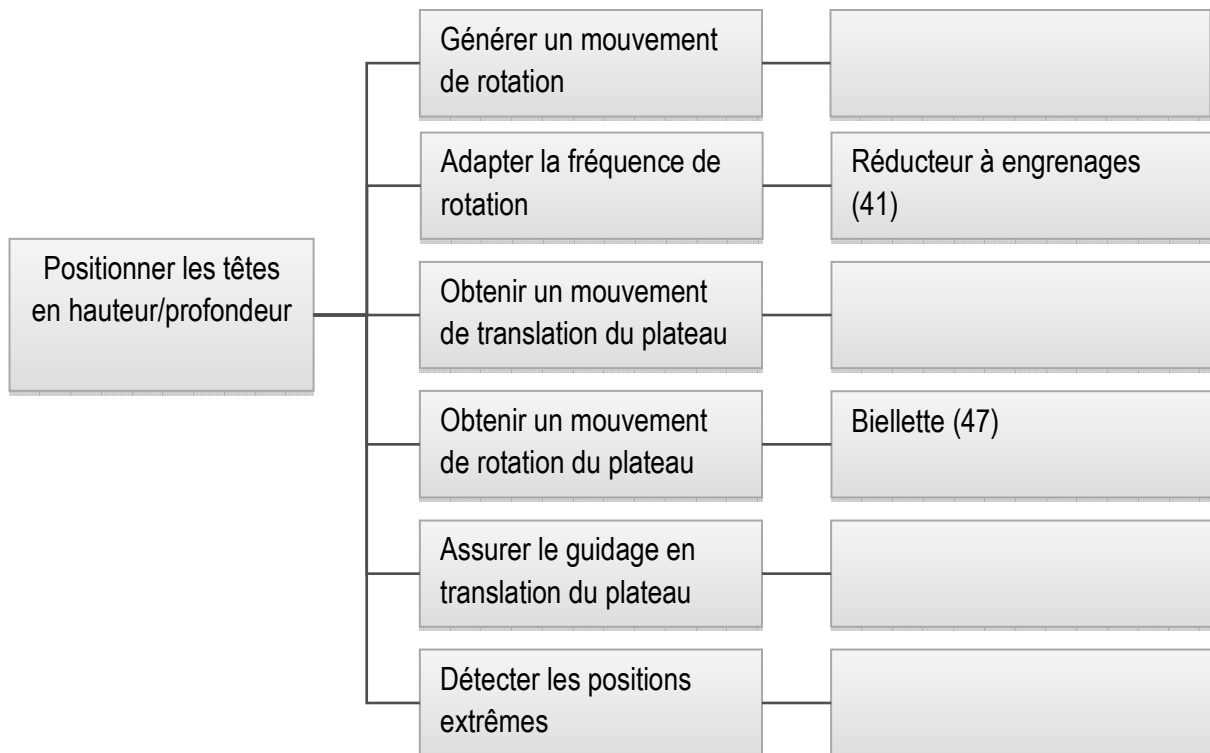 Générer un mouvement
de rotation
Adapter la fréquence de
rotation
Réducteur à engrenages
(41)
Positionner les têtes
en hauteur/profondeur
Obtenir un mouvement
de translation du plateau
Obtenir un mouvement
de rotation du plateau
Biellette (47)
Assurer le guidage en
translation du plateau
Détecter les positions
extrêmes